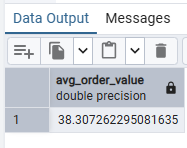 Data Output Messages
avg_order_value
double precision
1 38.307262295081635